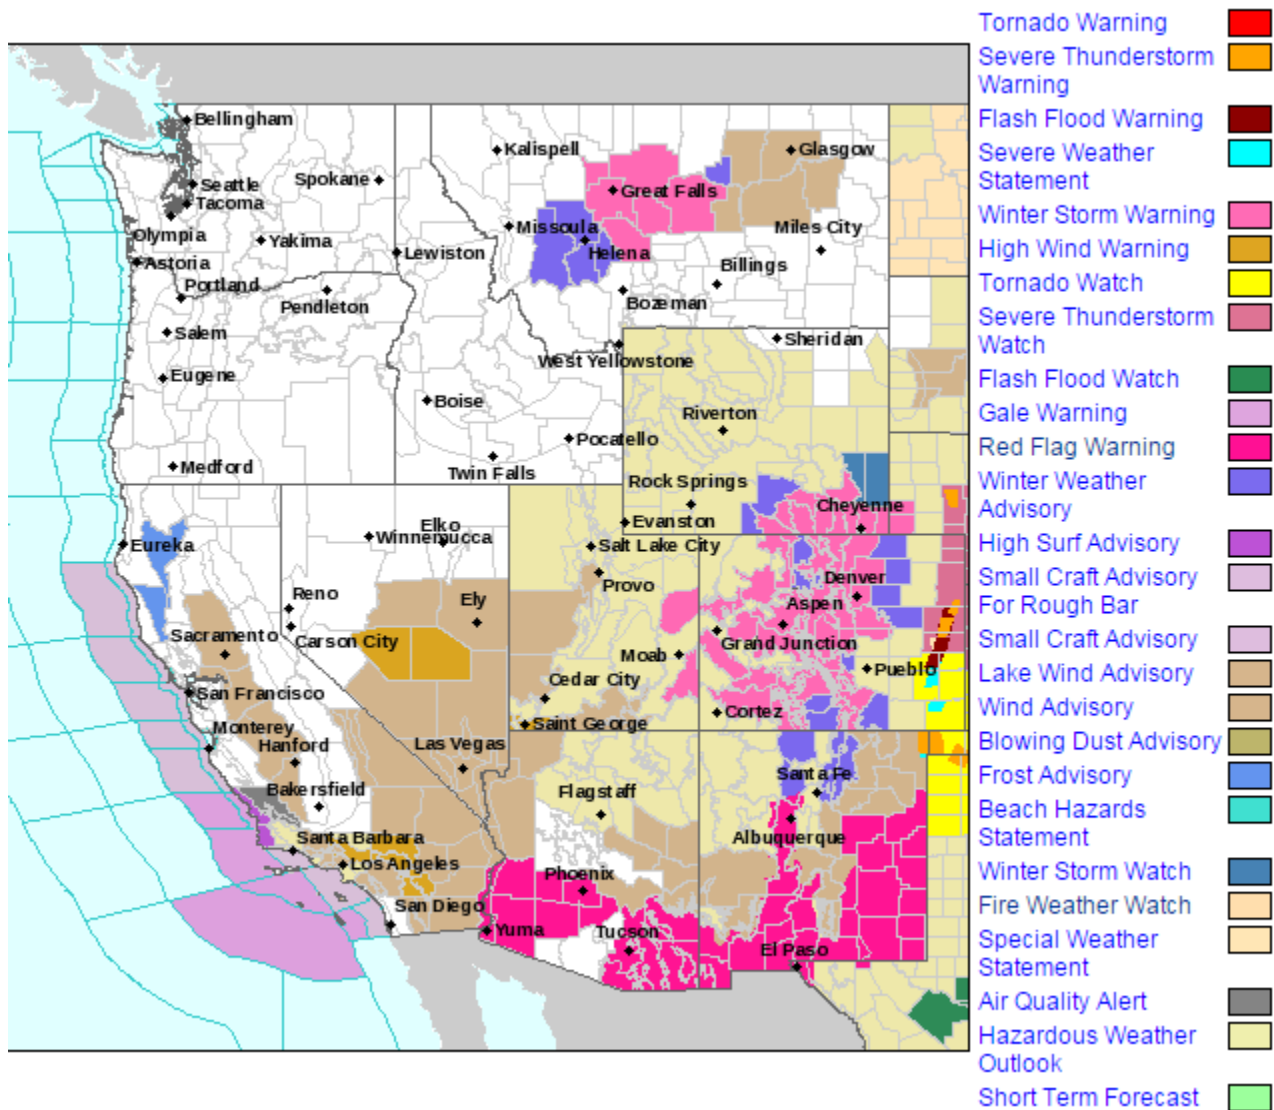 Bellingham
Seattle
Tacoma
Olympia
Astoria
Spokane
Yakima
Portland
Pendleton
Lewiston
Salem
Eugene
Medford
Kalispell
Great Falls
Glasgow
Missoula
Helena
Miles City
Billings
Bozeman
West Yellowstone
Sheridan
Boise
Pocatello
Twin Falls
Riverton
Rock Springs
Cheyenne
Evanston
Eureka
Elko
Winnemucca
Salt Lake City
Provo
Reno
Ely
Carson City
Sacramento
Denver
Aspen
Grand Junction
Moab
Pueblo
San Francisco
Cedar City
Saint George
Cortez
Monterey
Hanford
Las Vegas
Bakersfield
Flagstaff
Santa Fe
Albuquerque
Santa Barbara
Los Angeles
San Diego
Phoenix
Yuma
Tucson
El Paso
Tornado Warning
Severe Thunderstorm
Warning
Flash Flood Warning
Severe Weather
Statement
Winter Storm Warning
High Wind Warning
Tornado Watch
Severe Thunderstorm
Watch
Flash Flood Watch
Gale Warning
Red Flag Warning
Winter Weather
Advisory
High Surf Advisory
Small Craft Advisory
For Rough Bar
Small Craft Advisory
Lake Wind Advisory
Wind Advisory
Blowing Dust Advisory
Frost Advisory
Beach Hazards
Statement
Winter Storm Watch
Fire Weather Watch
Special Weather
Statement
Air Quality Alert
Hazardous Weather
Outlook
Short Term Forecast